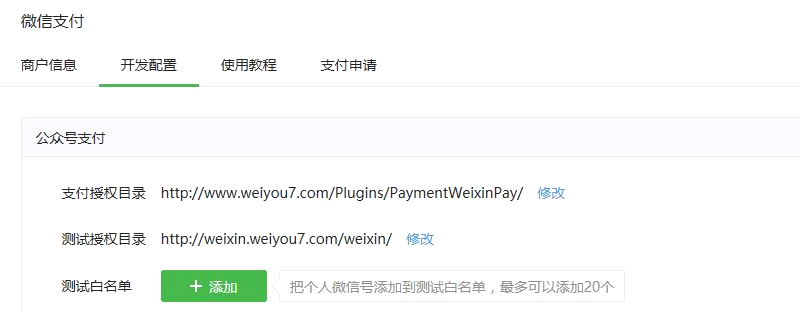 微信支付
商户信息 开发配置 使用教程 支付申请
公众号支付
支付授权目录 http://www.weiyou7.com/Plugins/PaymentWeixinPay/ 修改
测试授权目录 http://weixin.weiyou7.com/weixin/ 修改
测试白名单 + 添加 把个人微信号添加到测试白名单，最多可以添加20个